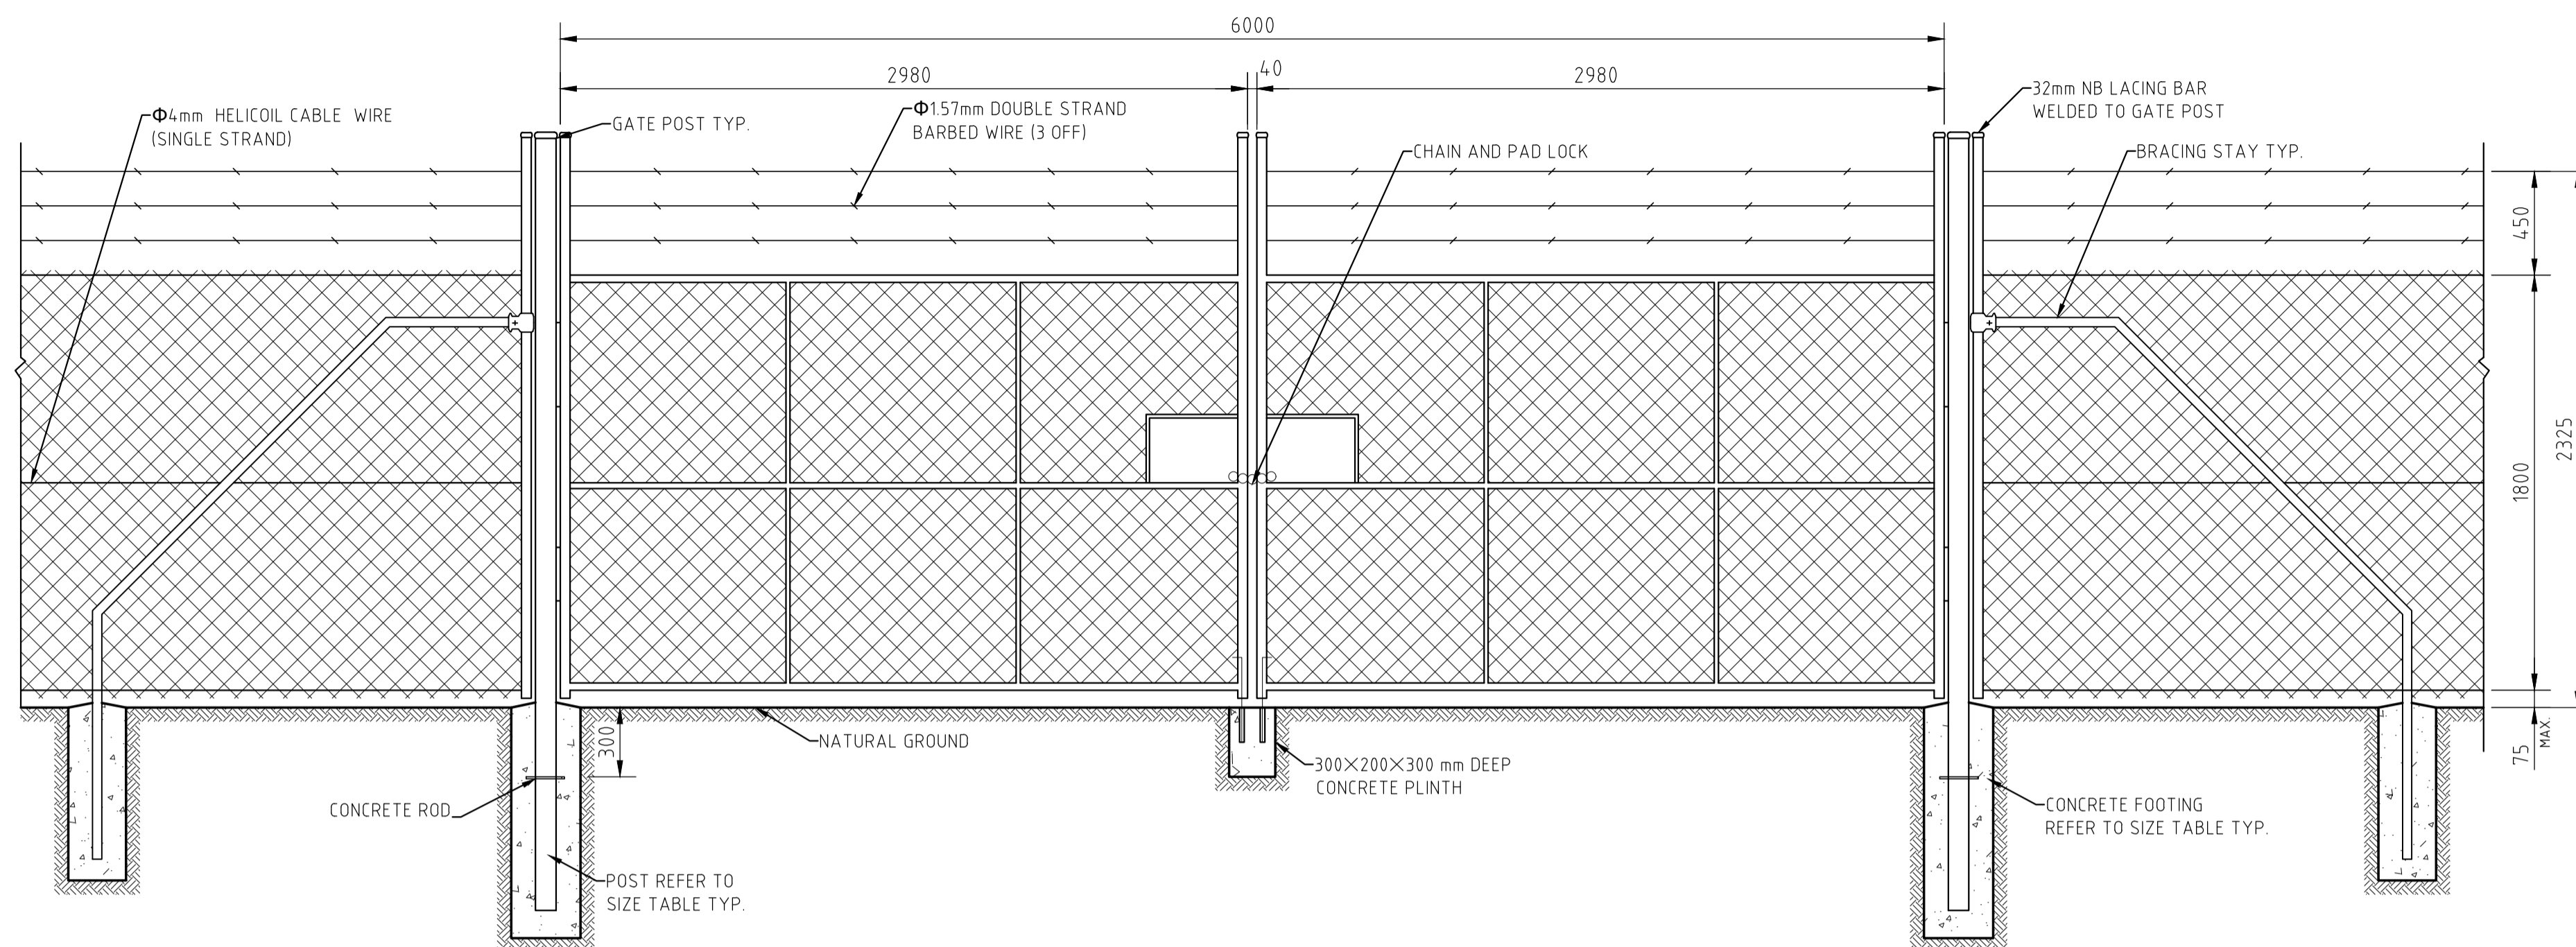 6000
2980
40
2980
Φ4mm HELICOIL CABLE WIRE
(SINGLE STRAND)
GATE POST TYP.
Φ1.57mm DOUBLE STRAND
BARBED WIRE (3 OFF)
CHAIN AND PAD LOCK
32mm NB LACING BAR
WELDED TO GATE POST
BRACING STAY TYP.
450
1800
2325
75
MAX.
300
NATURAL GROUND
CONCRETE ROD
POST REFER TO
SIZE TABLE TYP.
300×200×300 mm DEEP
CONCRETE PLINTH
CONCRETE FOOTING
REFER TO SIZE TABLE TYP.